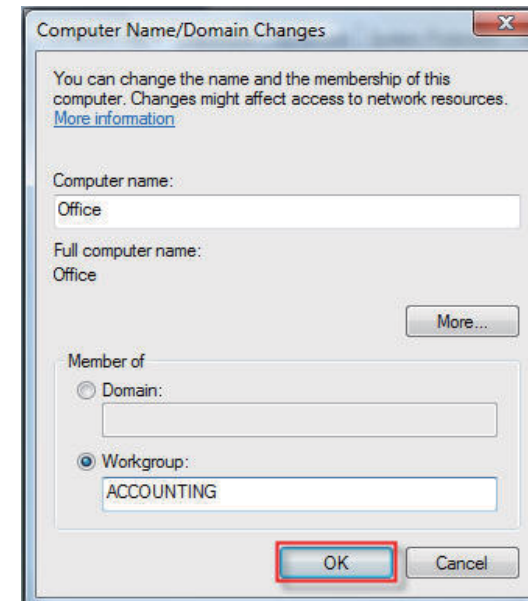 Computer Name/Domain Changes
You can change the name and the membership of this
computer. Changes might affect access to network resources.
More information
Computer name:
Office
Full computer name:
Office
More...
Member of
Domain:
Workgroup:
ACCOUNTING
OK
Cancel